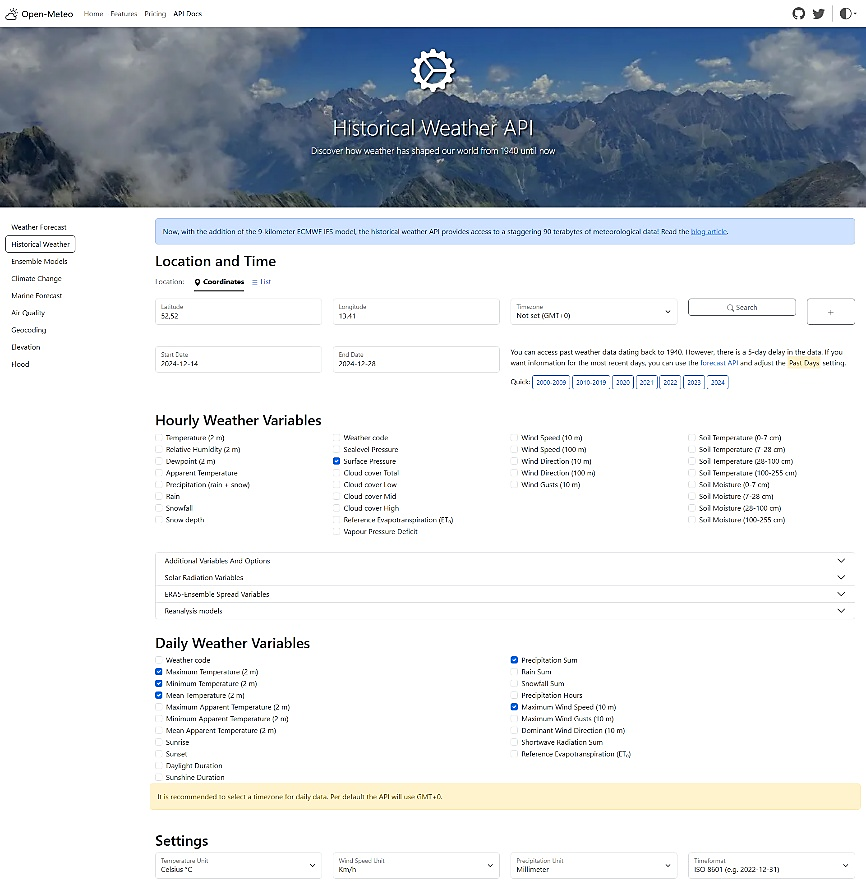 Open-Meteo Home Features Pricing API Docs
Historical Weather API
Discover how weather has shaped our world from 1940 until now
Weather Forecast
Historical Weather
Ensemble Models
Climate Change
Marine Forecast
Air Quality
Geocoding
Elevation
Flood
Now, with the addition of the 9-kilometer ECMWF IFS model, the historical weather API provides access to a staggering 90 terabytes of meteorological data! Read the blog article.
Location and Time
Location: Coordinates List
Latitude
52.52
Longitude
13.41
Timezone
Not set (GMT+0)
Search
+
Start Date
2024-12-14
End Date
2024-12-28
You can access past weather data dating back to 1940. However, there is a 5-day delay in the data. If you
want information for the most recent days, you can use the forecast API and adjust the Past Days setting.
Quick: 2000-2009 2010-2019 2020 2021 2022 2023 2024
Hourly Weather Variables
Temperature (2 m)
Relative Humidity (2 m)
Dewpoint (2 m)
Apparent Temperature
Precipitation (rain + snow)
Rain
Snowfall
Snow depth
Weather code
Sealevel Pressure
Surface Pressure
Cloud cover Total
Cloud cover Low
Cloud cover Mid
Cloud cover High
Reference Evapotranspiration (ET₀)
Vapour Pressure Deficit
Wind Speed (10 m)
Wind Speed (100 m)
Wind Direction (10 m)
Wind Direction (100 m)
Wind Gusts (10 m)
Soil Temperature (0-7 cm)
Soil Temperature (7-28 cm)
Soil Temperature (28-100 cm)
Soil Temperature (100-255 cm)
Soil Moisture (0-7 cm)
Soil Moisture (7-28 cm)
Soil Moisture (28-100 cm)
Soil Moisture (100-255 cm)
Additional Variables And Options
Solar Radiation Variables
ERA5-Ensemble Spread Variables
Reanalysis models
Daily Weather Variables
Weather code
Maximum Temperature (2 m)
Minimum Temperature (2 m)
Mean Temperature (2 m)
Maximum Apparent Temperature (2 m)
Minimum Apparent Temperature (2 m)
Mean Apparent Temperature (2 m)
Sunrise
Sunset
Daylight Duration
Sunshine Duration
Precipitation Sum
Rain Sum
Snowfall Sum
Precipitation Hours
Maximum Wind Speed (10 m)
Maximum Wind Gusts (10 m)
Dominant Wind Direction (10 m)
Shortwave Radiation Sum
Reference Evapotranspiration (ET₀)
It is recommended to select a timezone for daily data. Per default the API will use GMT+0.
Settings
Temperature Unit
Celsius °C
Wind Speed Unit
Km/h
Precipitation Unit
Millimeter
Timeformat
ISO 8601 (e.g. 2022-12-31)